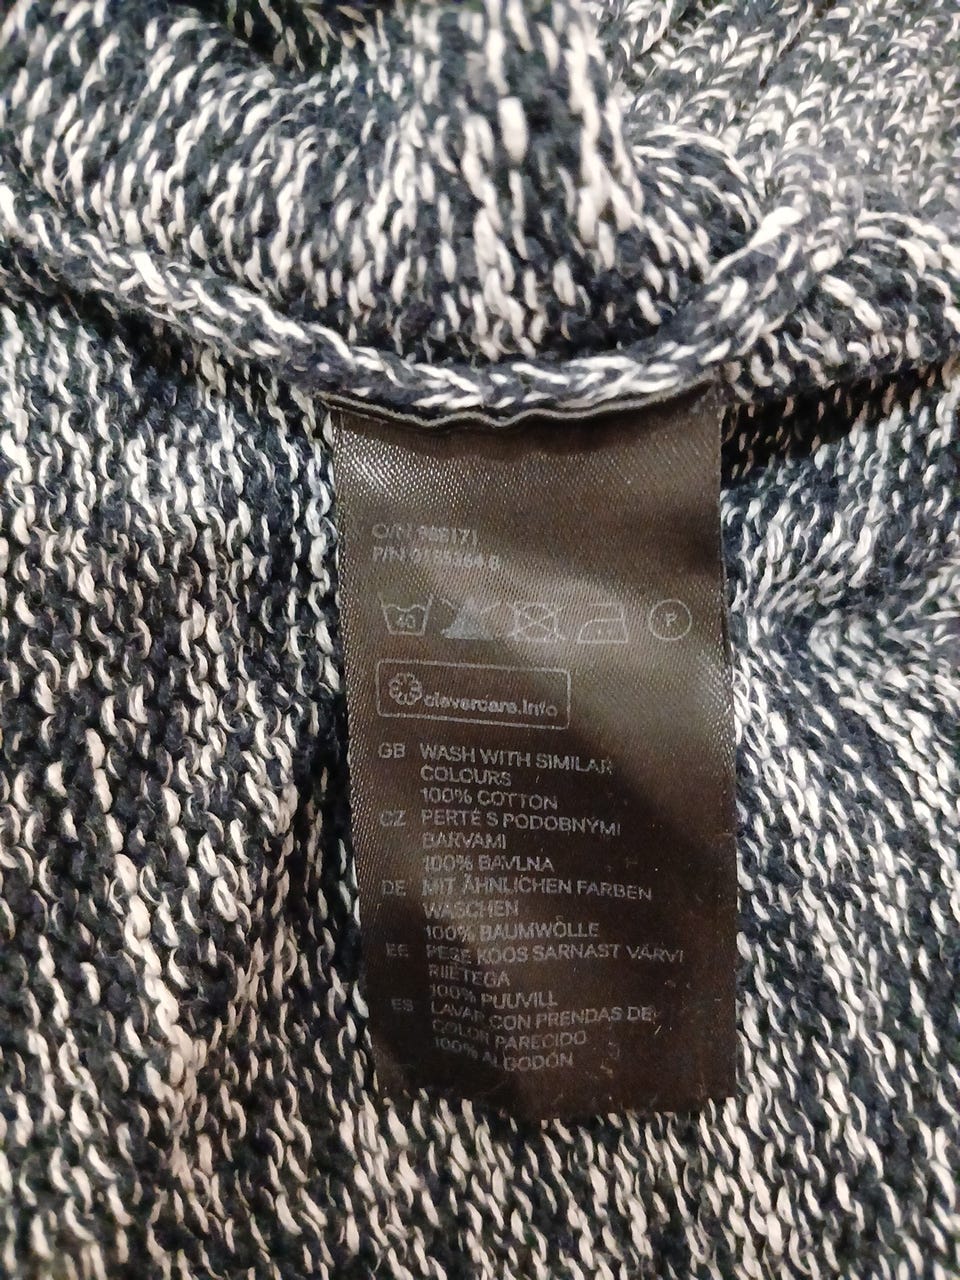 40
P
clevercare.info
GB WASH WITH SIMILAR
COLOURS
100% COTTON
CZ PERTE S PODOBNÝMI
BARVAMI
100% BAVLNA
DE MIT ÄHNLICHEN FARBEN
WASCHEN
100% BAUMWOLLE
EE PESE KOOS SARNAST VÄRVI
RIIETEGA
100% PUUVILL
ES LAVAR CON PRENDAS DE
COLOR PARECIDO
100% ALGODÓN